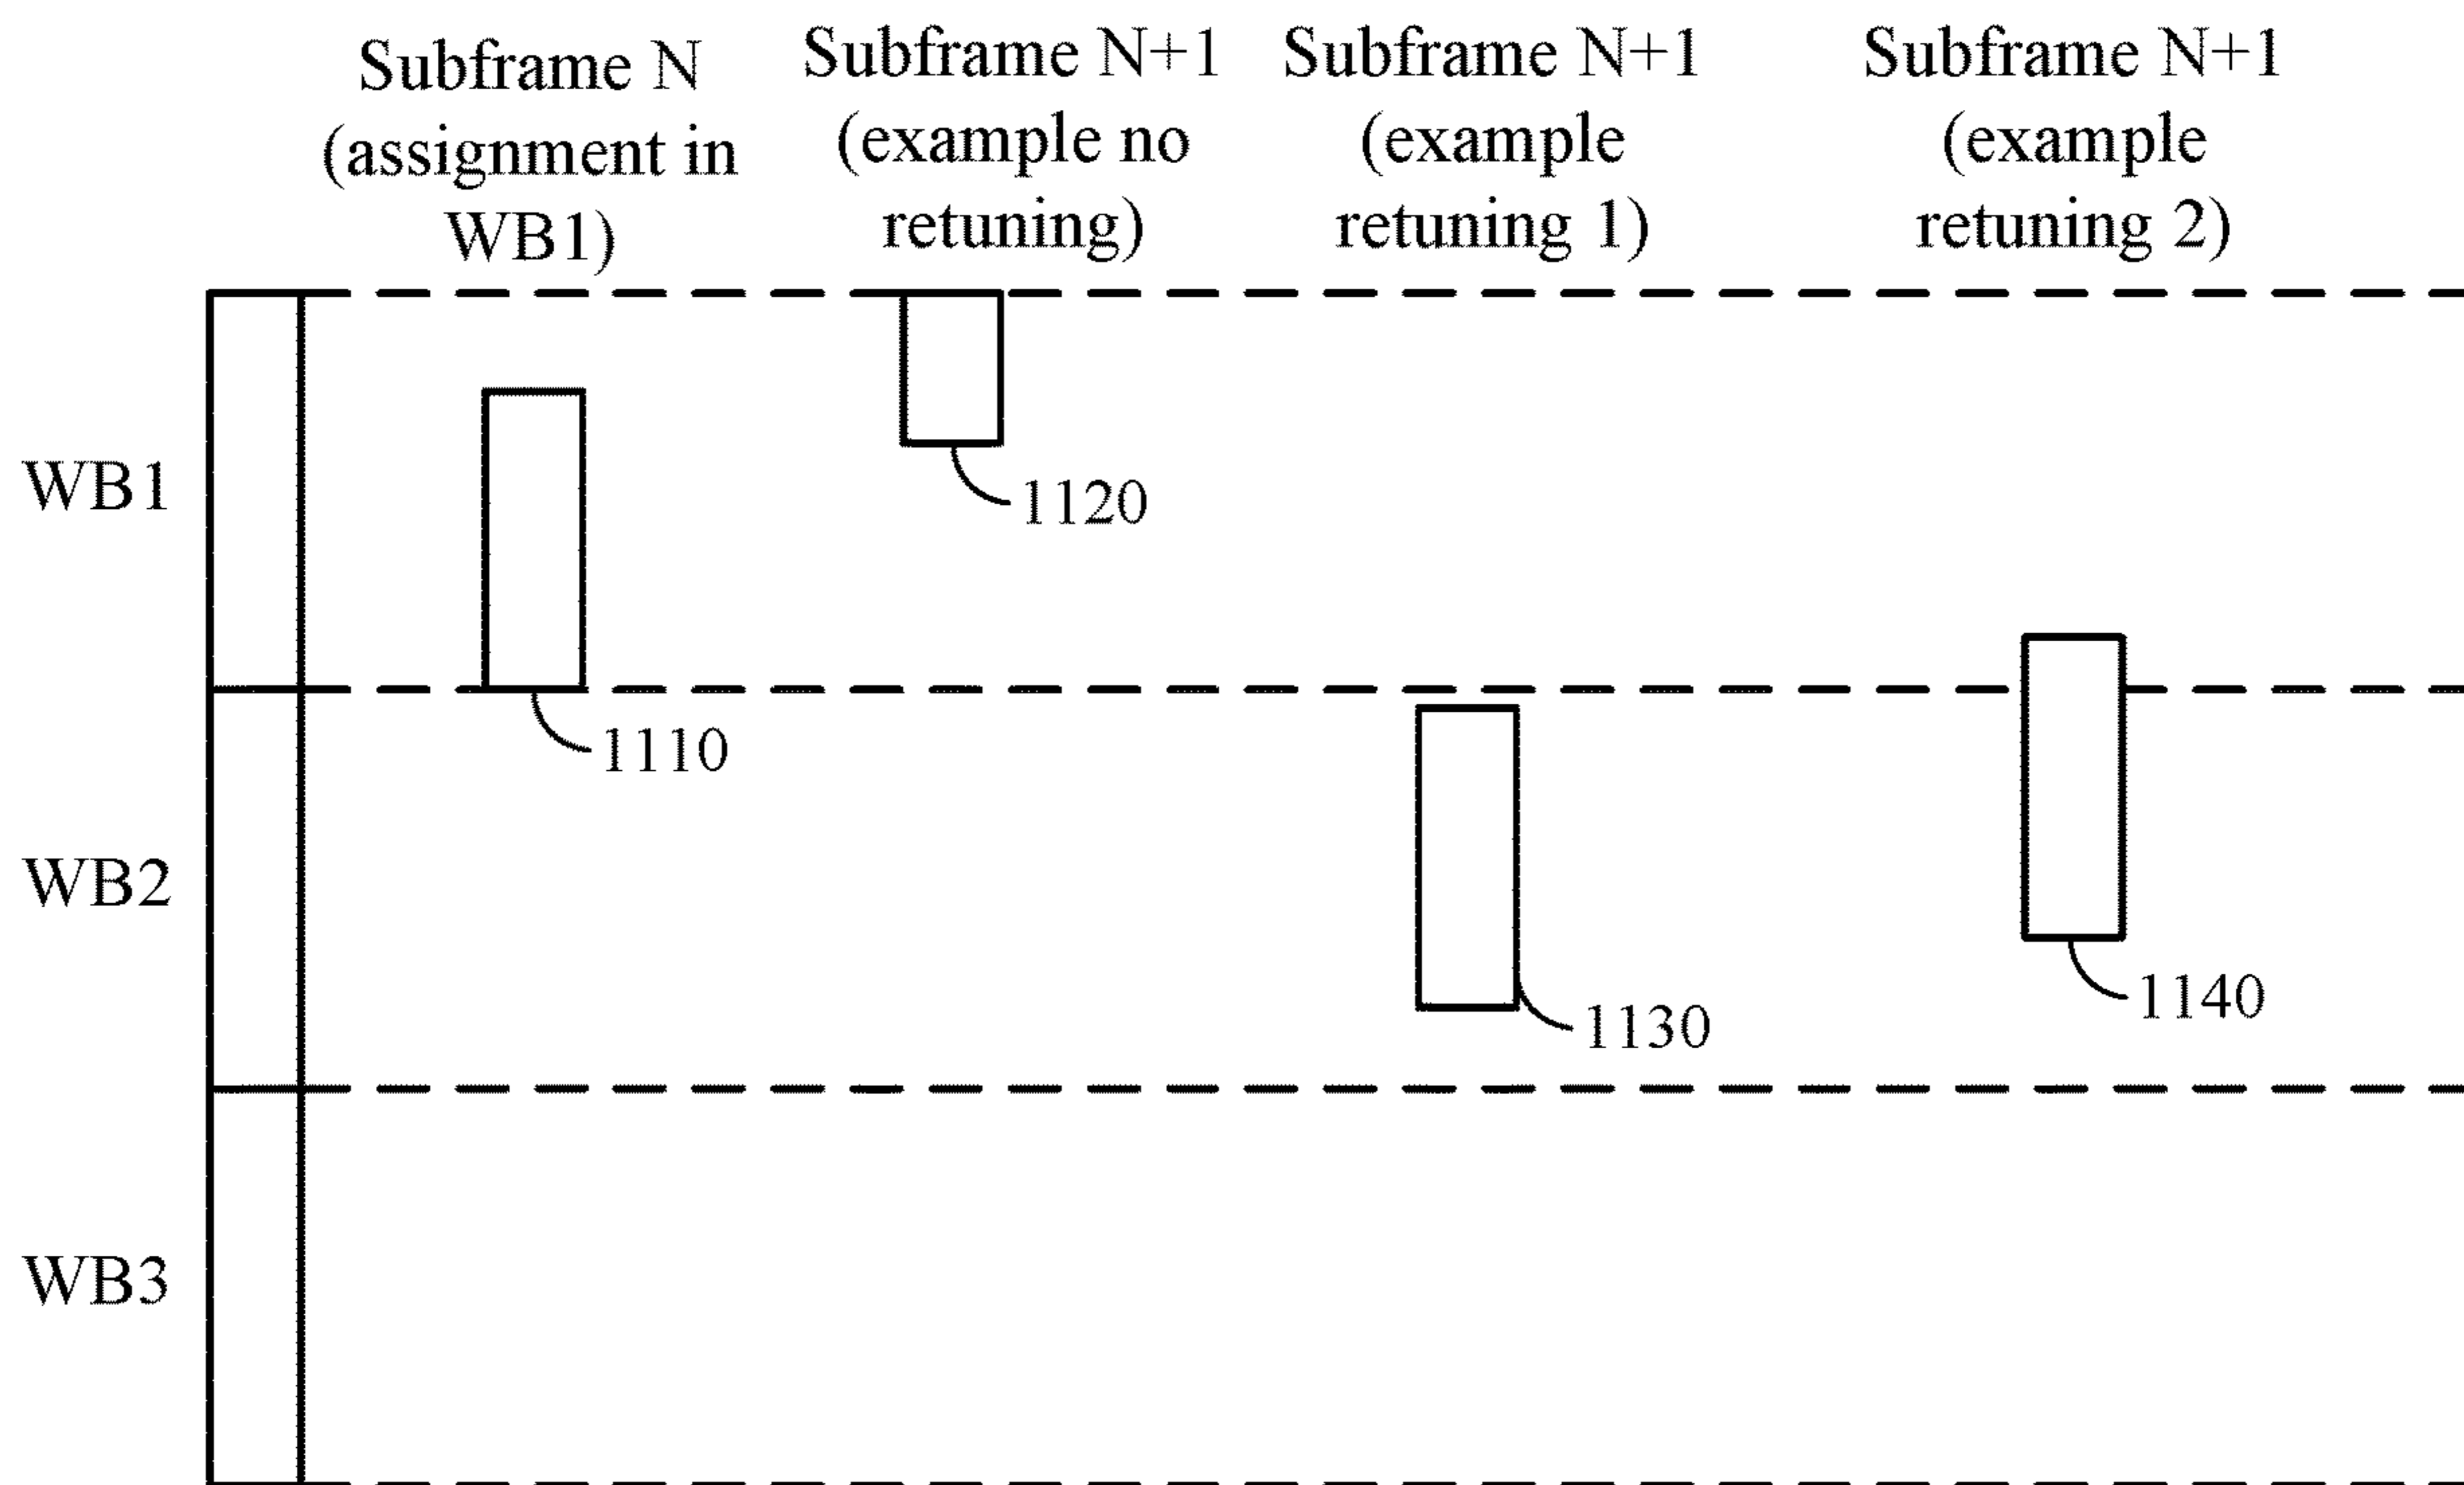 Subframe N
(assignment in
WB1)
Subframe N+1
(example no
retuning)
Subframe N+1
(example
retuning 1)
Subframe N+1
(example
retuning 2)
WB1
1120
1110
WB2
1140
1130
WB3